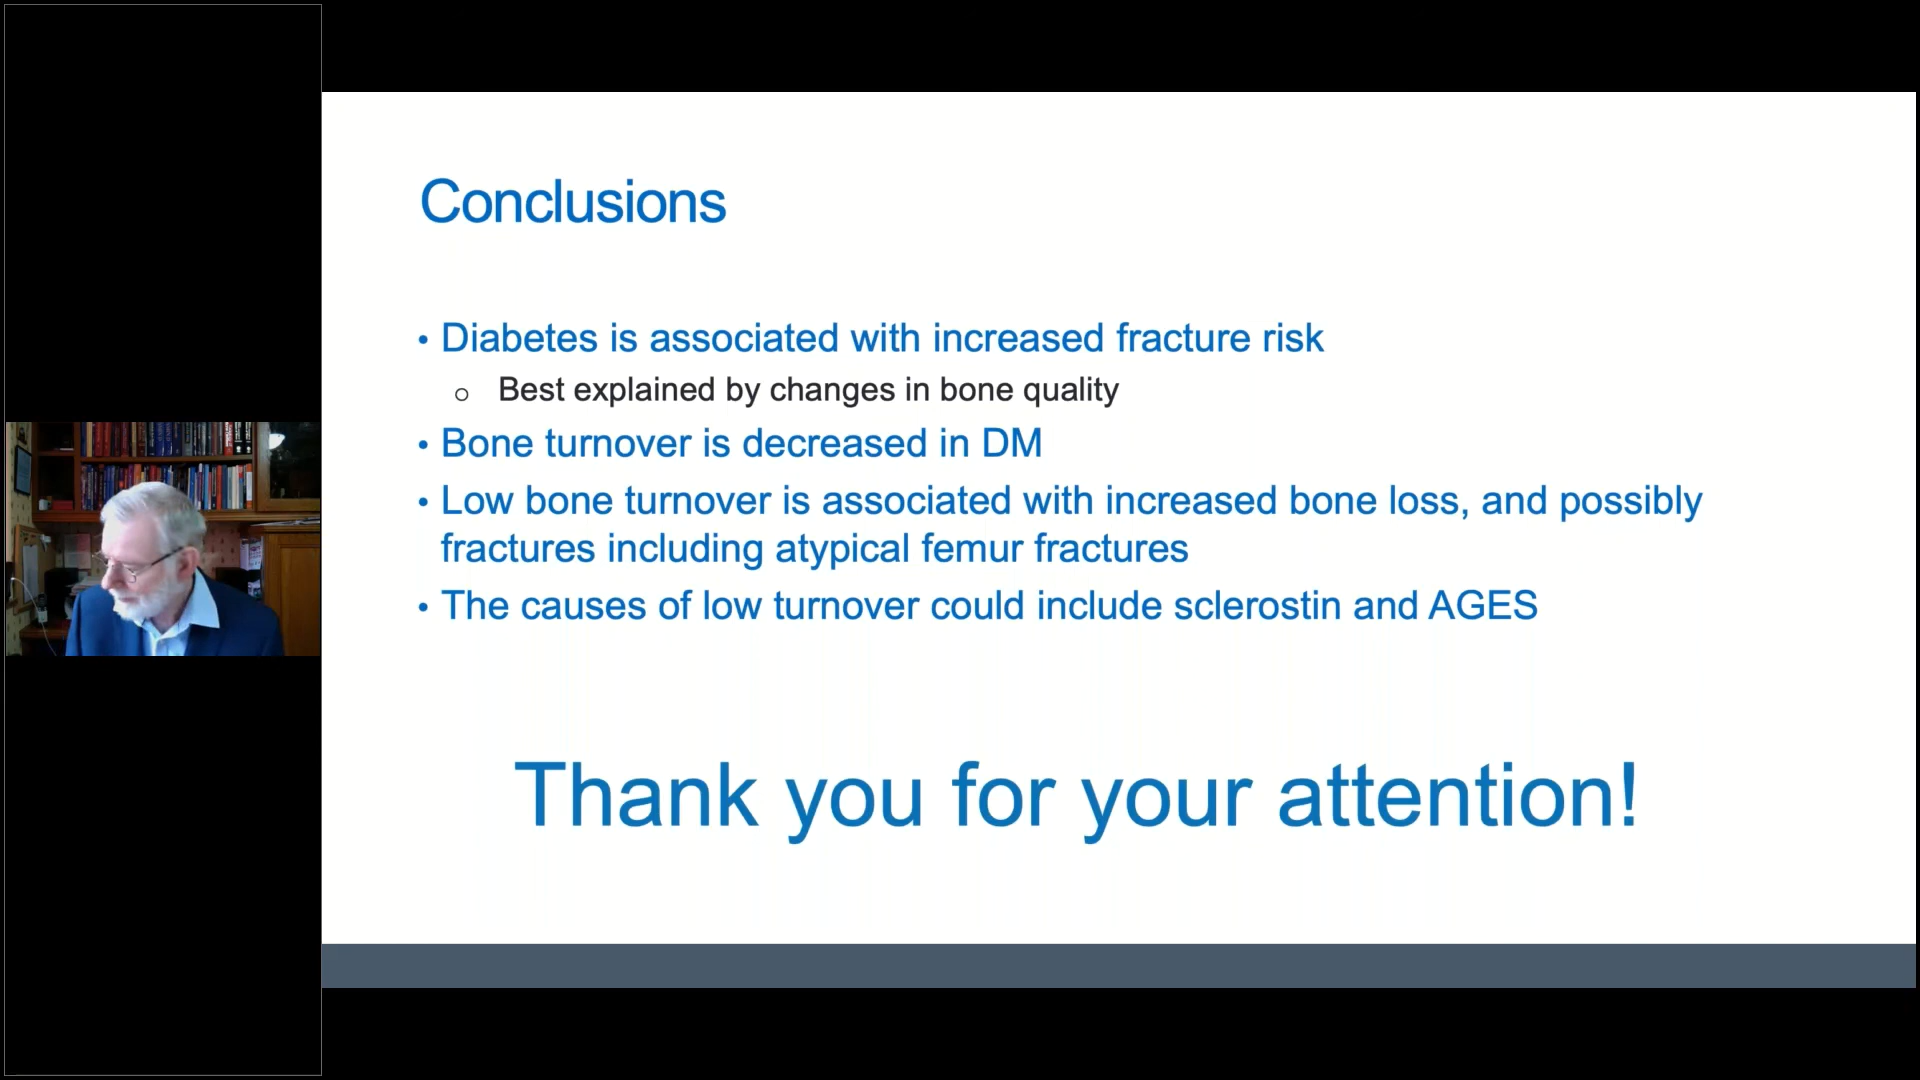 Conclusions
• Diabetes is associated with increased fracture risk
o Best explained by changes in bone quality
• Bone turnover is decreased in DM
• Low bone turnover is associated with increased bone loss, and possibly
fractures including atypical femur fractures
• The causes of low turnover could include sclerostin and AGES
Thank you for your attention!